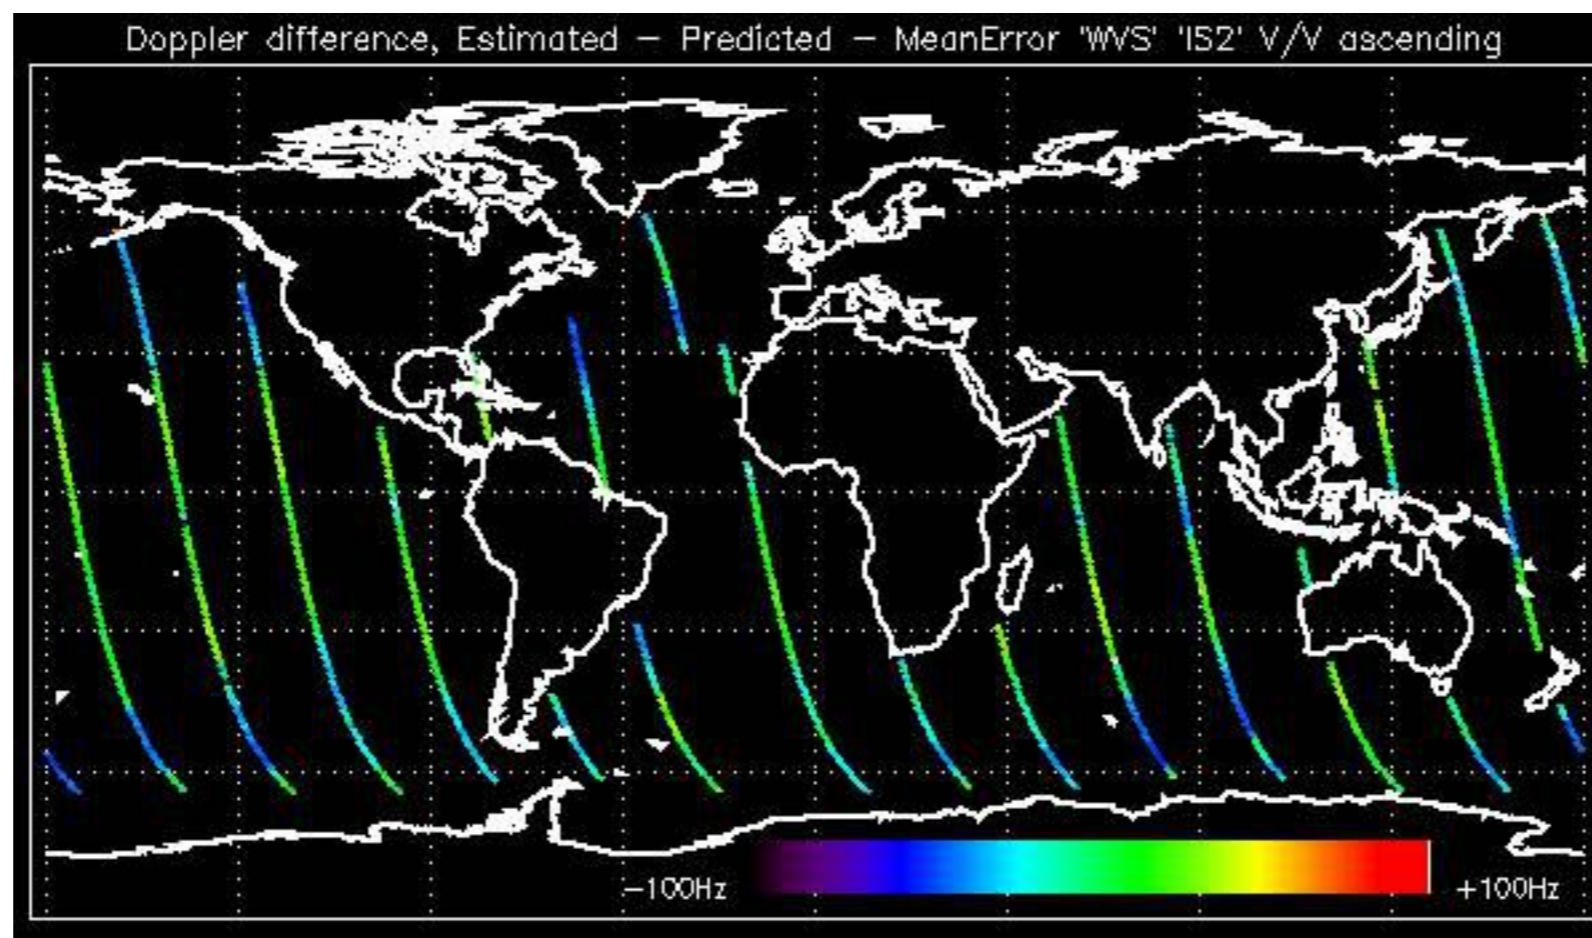 Doppler difference, Estimated – Predicted – MeanError 'WVS' 'IS2' V/V ascending
–100Hz +100Hz